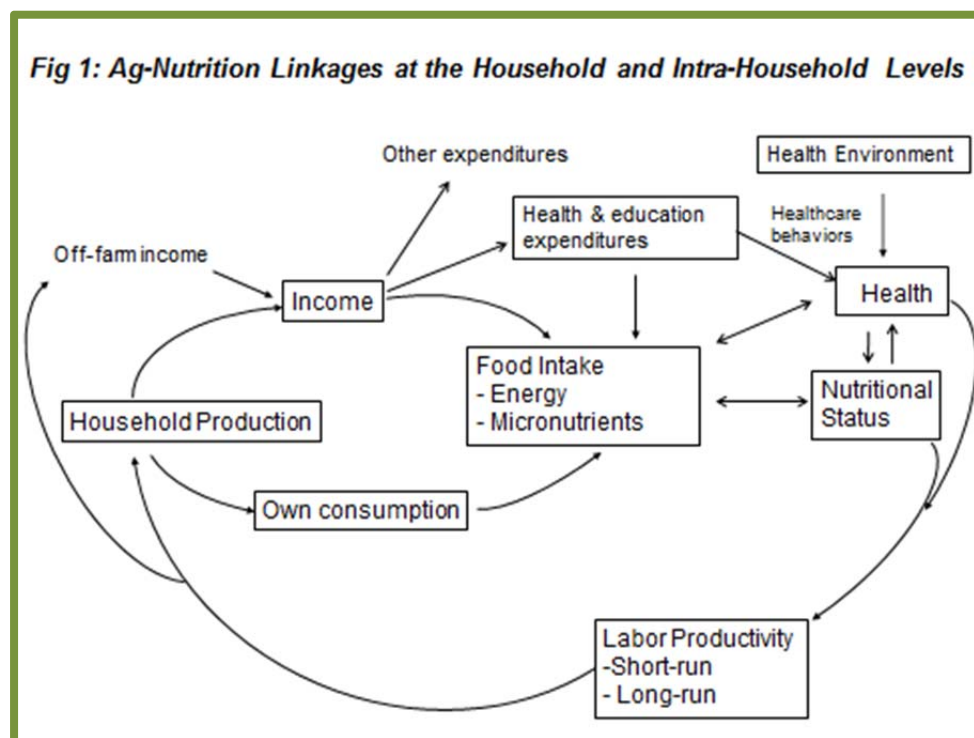 Fig 1: Ag-Nutrition Linkages at the Household and Intra-Household Levels
Other expenditures
Health Environment
Health & education
expenditures
Healthcare
behaviors
Off-farm income
Income
Health
Food Intake
- Energy
- Micronutrients
Nutritional
Status
Household Production
Own consumption
Labor Productivity
-Short-run
- Long-run